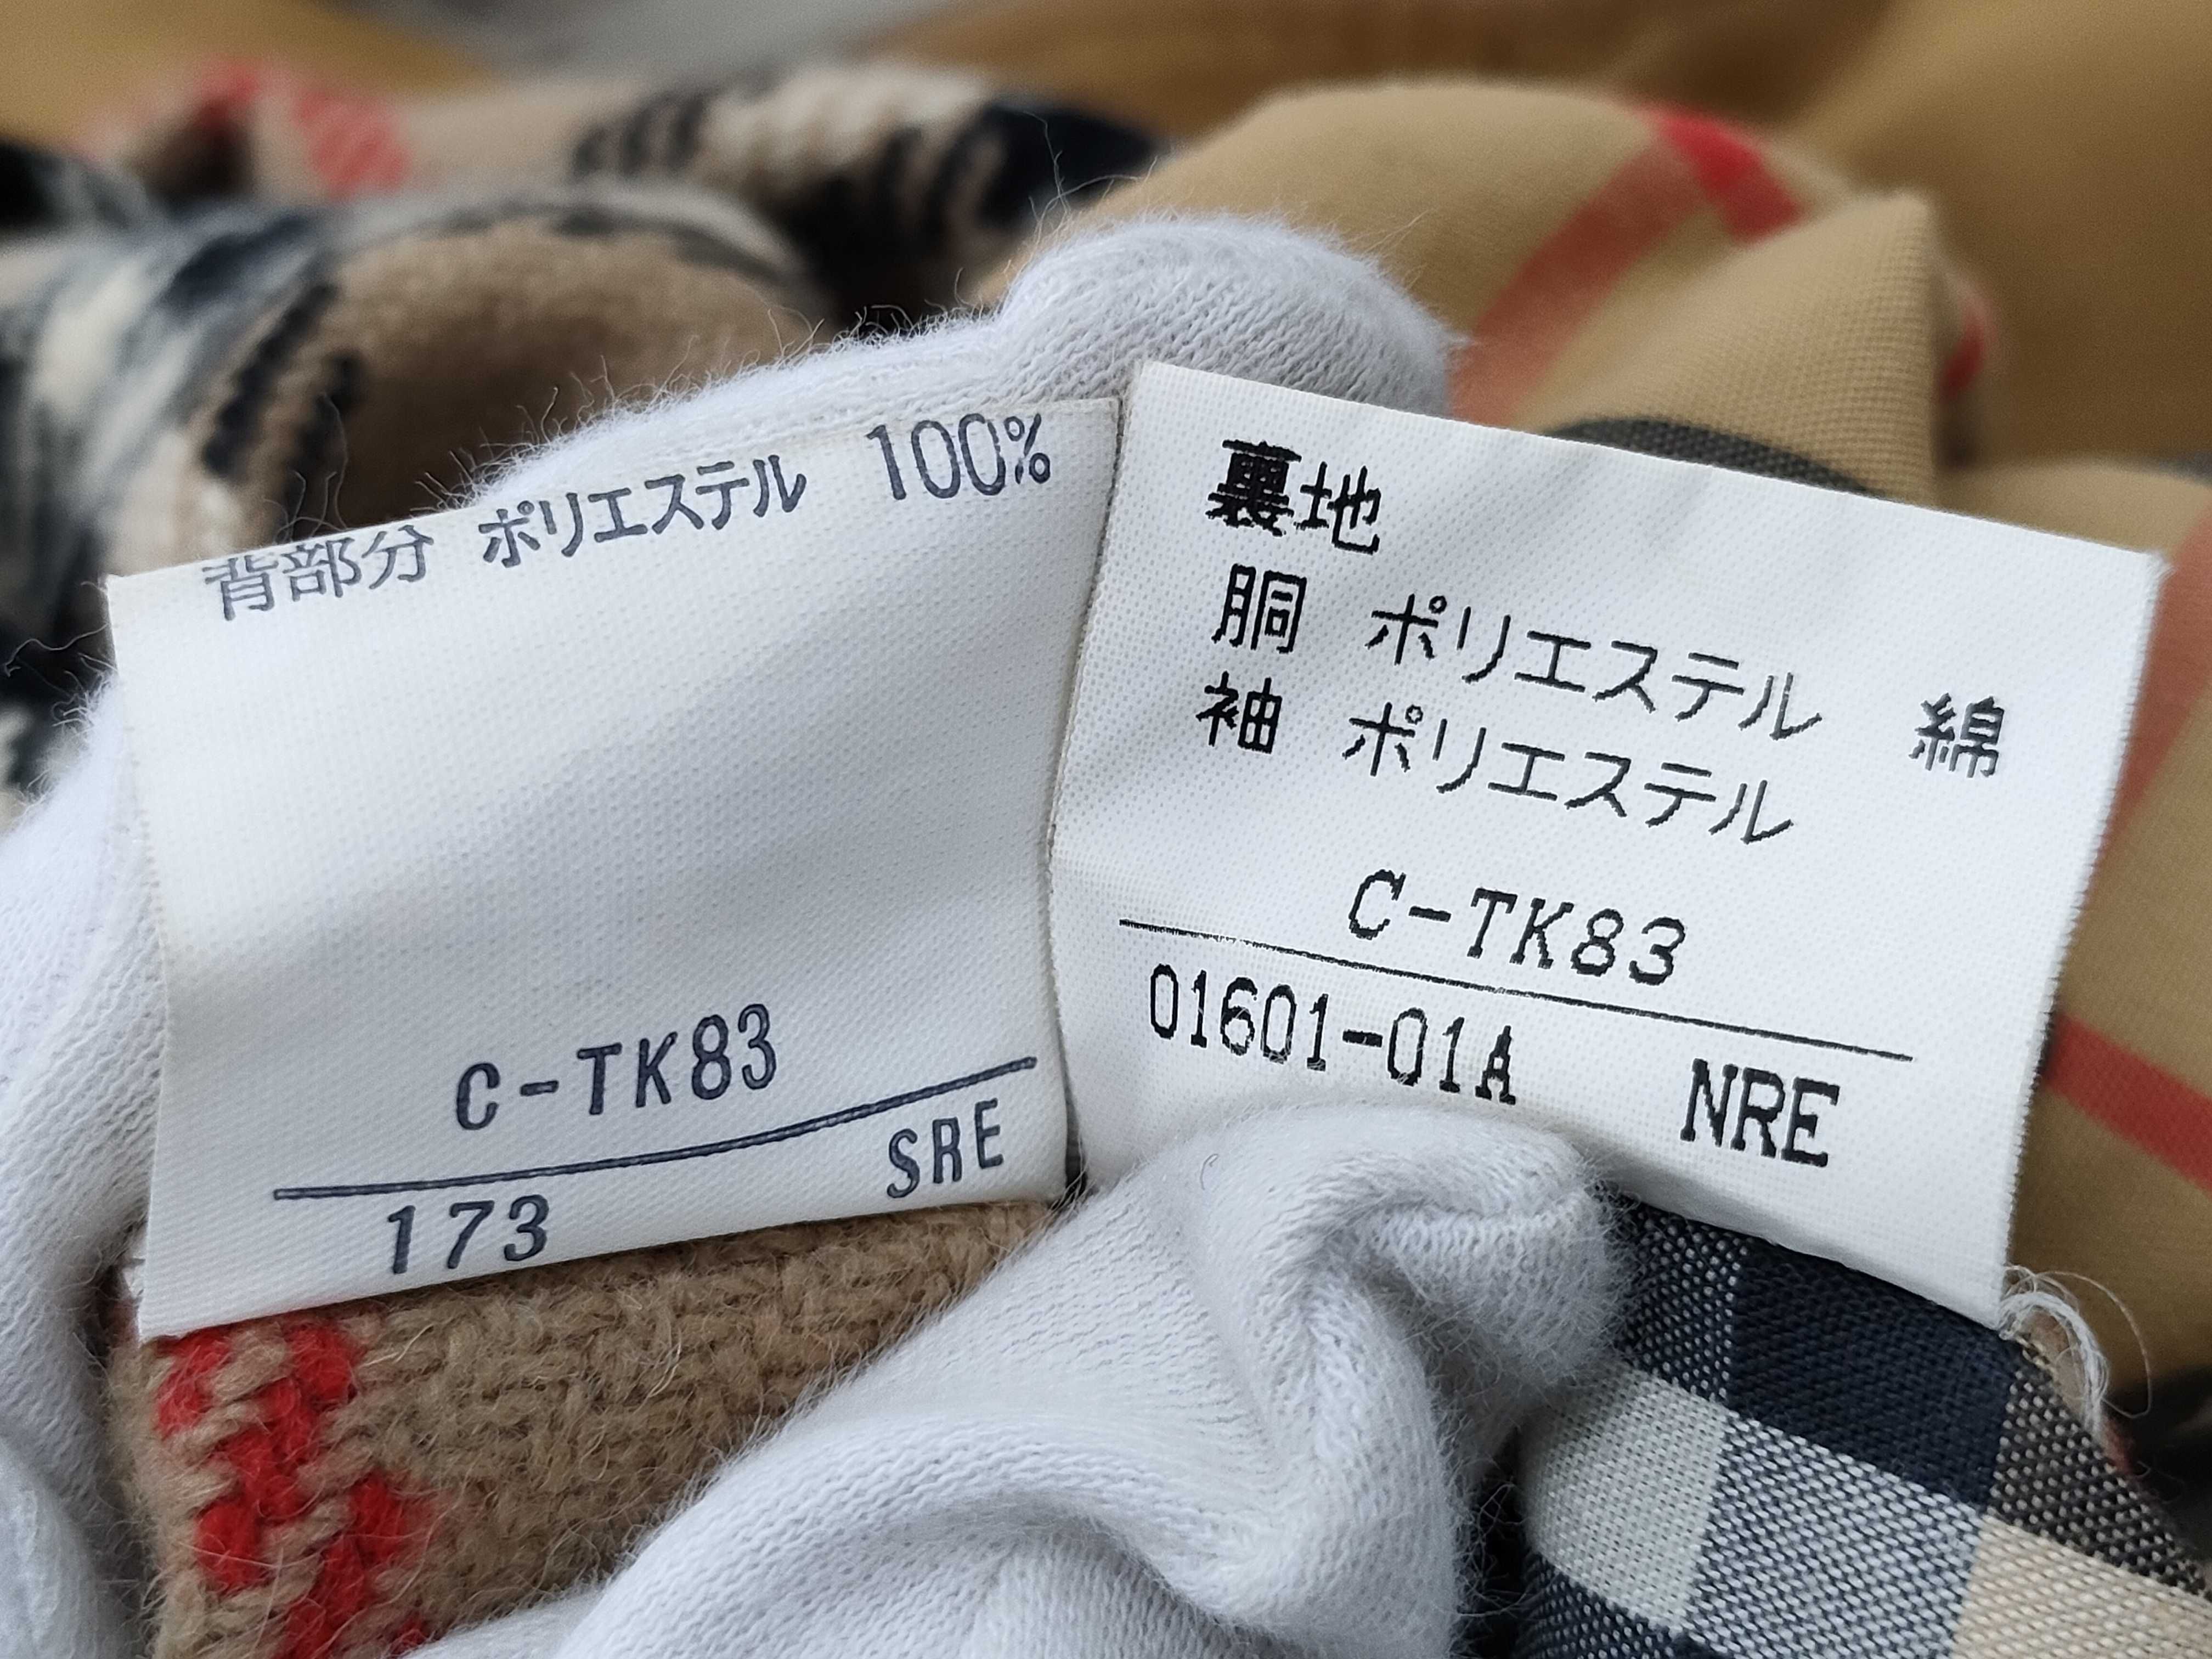 背部分 ポリエステル 100%
C-TK83
173 SRE
裏地
胴 ポリエステル 綿
袖 ポリエステル
C-TK83
01601-01A NRE